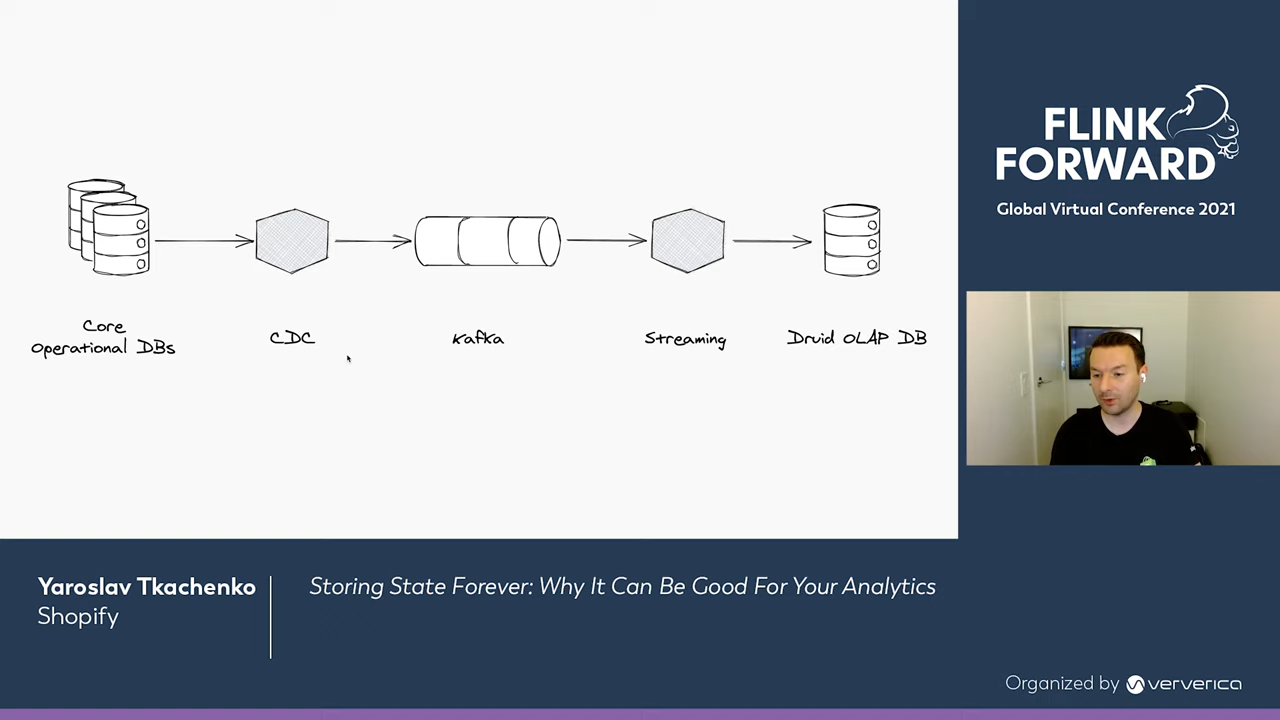 Core
Operational DBs
CDC
Kafka
Streaming
Druid OLAP DB
FLINK
FORWARD
Global Virtual Conference 2021
Yaroslav Tkachenko
Shopify
Storing State Forever: Why It Can Be Good For Your Analytics
Organized by ververica